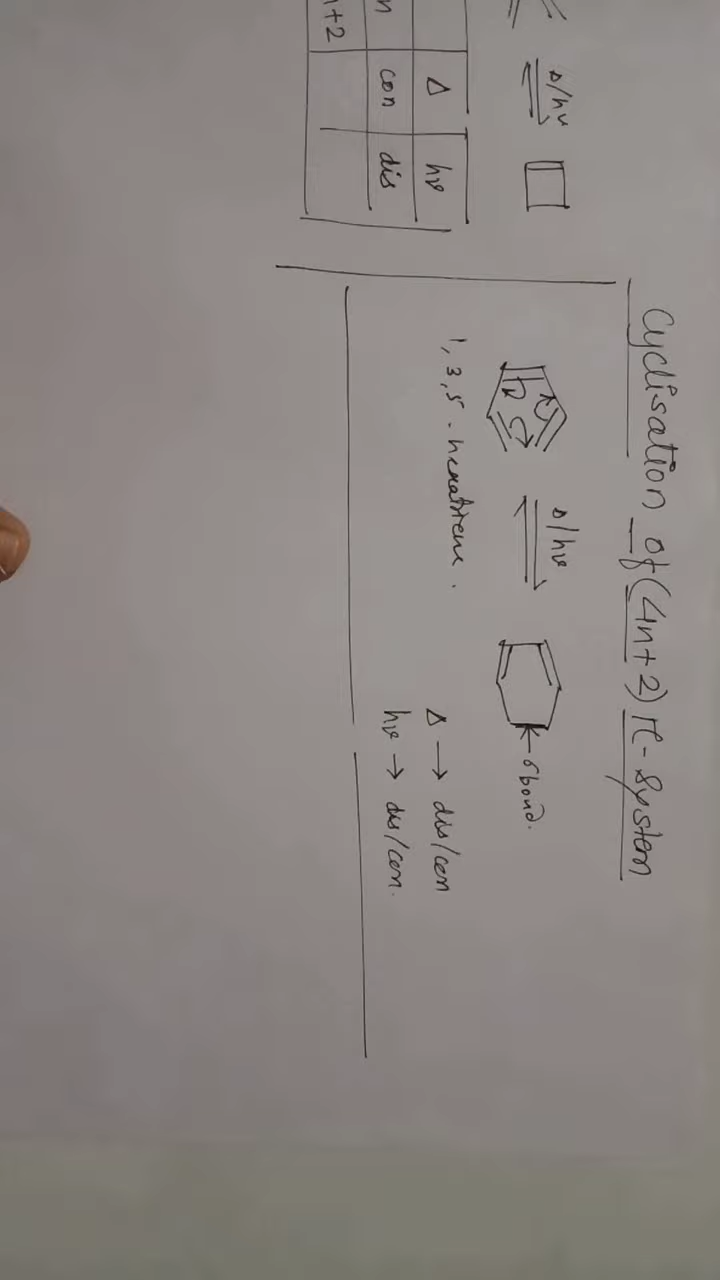 Cyclisation of (4n+2) π-system
Δ/hν
Δ/hν
σ bond.
1, 3, 5 - hexatriene.
Δ → dis/con
hν → dis/con.
Δ hν
n con dis
+2